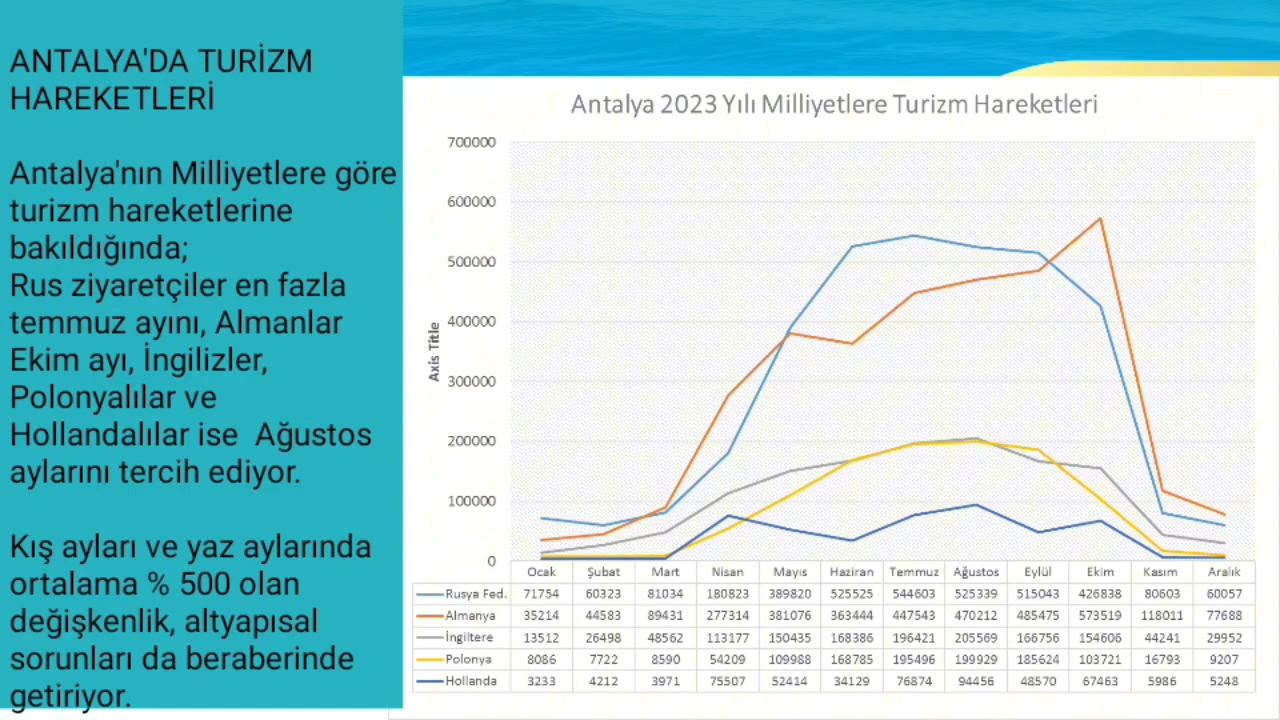 ANTALYA'DA TURİZM
HAREKETLERİ
Antalya'nın Milliyetlere göre
turizm hareketlerine
bakıldığında;
Rus ziyaretçiler en fazla
temmuz ayını, Almanlar
Ekim ayı, İngilizler,
Polonyalılar ve
Hollandalılar ise  Ağustos
aylarını tercih ediyor.
Kış ayları ve yaz aylarında
ortalama % 500 olan
değişkenlik, altyapısal
sorunları da beraberinde
getiriyor.
Antalya 2023 Yılı Milliyetlere Turizm Hareketleri
Axis Title
700000
600000
500000
400000
300000
200000
100000
0
Ocak Şubat Mart Nisan Mayıs Haziran Temmuz Ağustos Eylül Ekim Kasım Aralık
Rusya Fed. 71754 60323 81034 180823 389820 525525 544603 525339 515043 426838 80603 60057
Almanya 35214 44583 89431 277314 381076 363444 447543 470212 485475 573519 118011 77688
İngiltere 13512 26498 48562 113177 150435 168386 196421 205569 166756 154606 44241 29952
Polonya 8086 7722 8590 54209 109988 168785 195496 199929 185624 103721 16793 9207
Hollanda 3233 4212 3971 75507 52414 34129 76874 94456 48570 67463 5986 5248